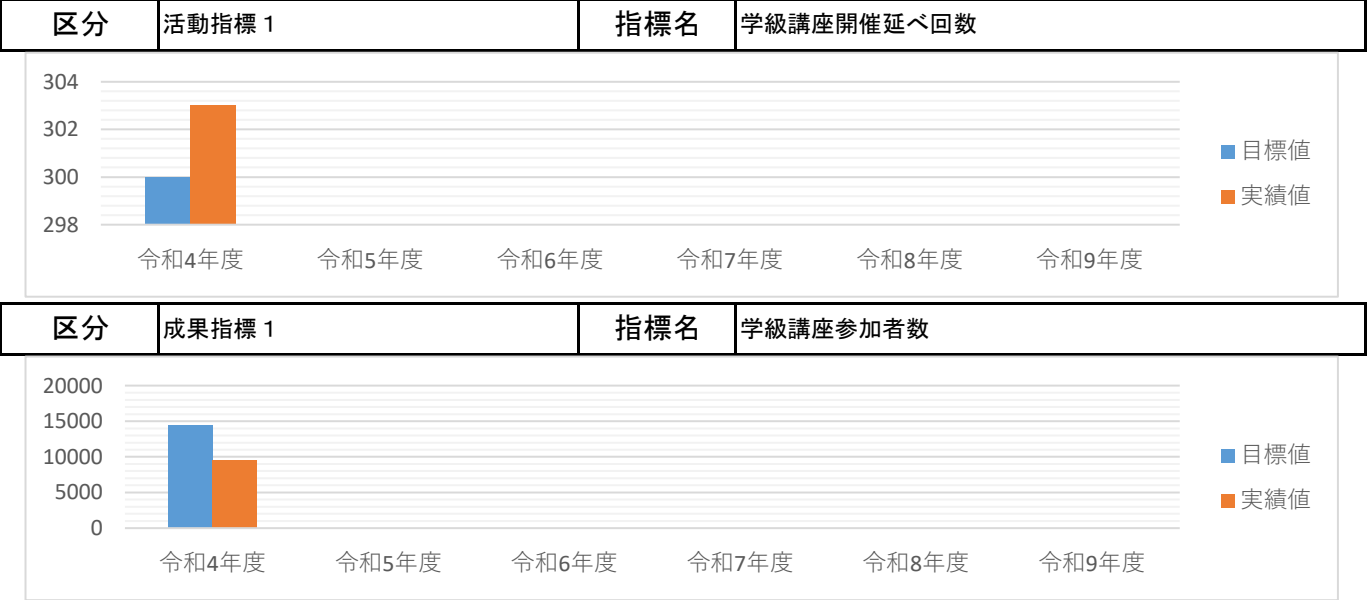 区分 活動指標１ 指標名 学級講座開催延べ回数
304
302
300
298
令和4年度 令和5年度 令和6年度 令和7年度 令和8年度 令和9年度
目標値
実績値
区分 成果指標１ 指標名 学級講座参加者数
20000
15000
10000
5000
0
令和4年度 令和5年度 令和6年度 令和7年度 令和8年度 令和9年度
目標値
実績値